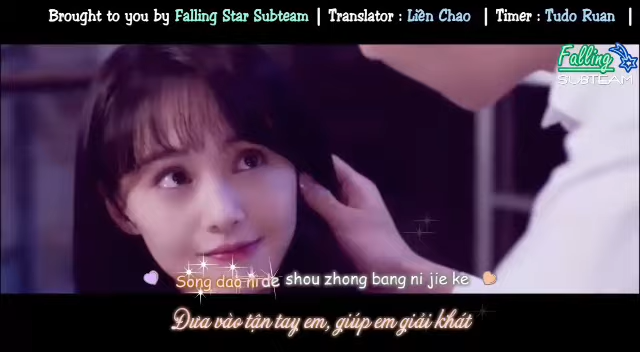 Brought to you by Falling Star Subteam | Translator : Liên Chao | Timer : Tudo Ruan |
Falling
SUBTEAM
Song dao ni de shou zhong bang ni jie ke
Đưa vào tận tay em, giúp em giải khát